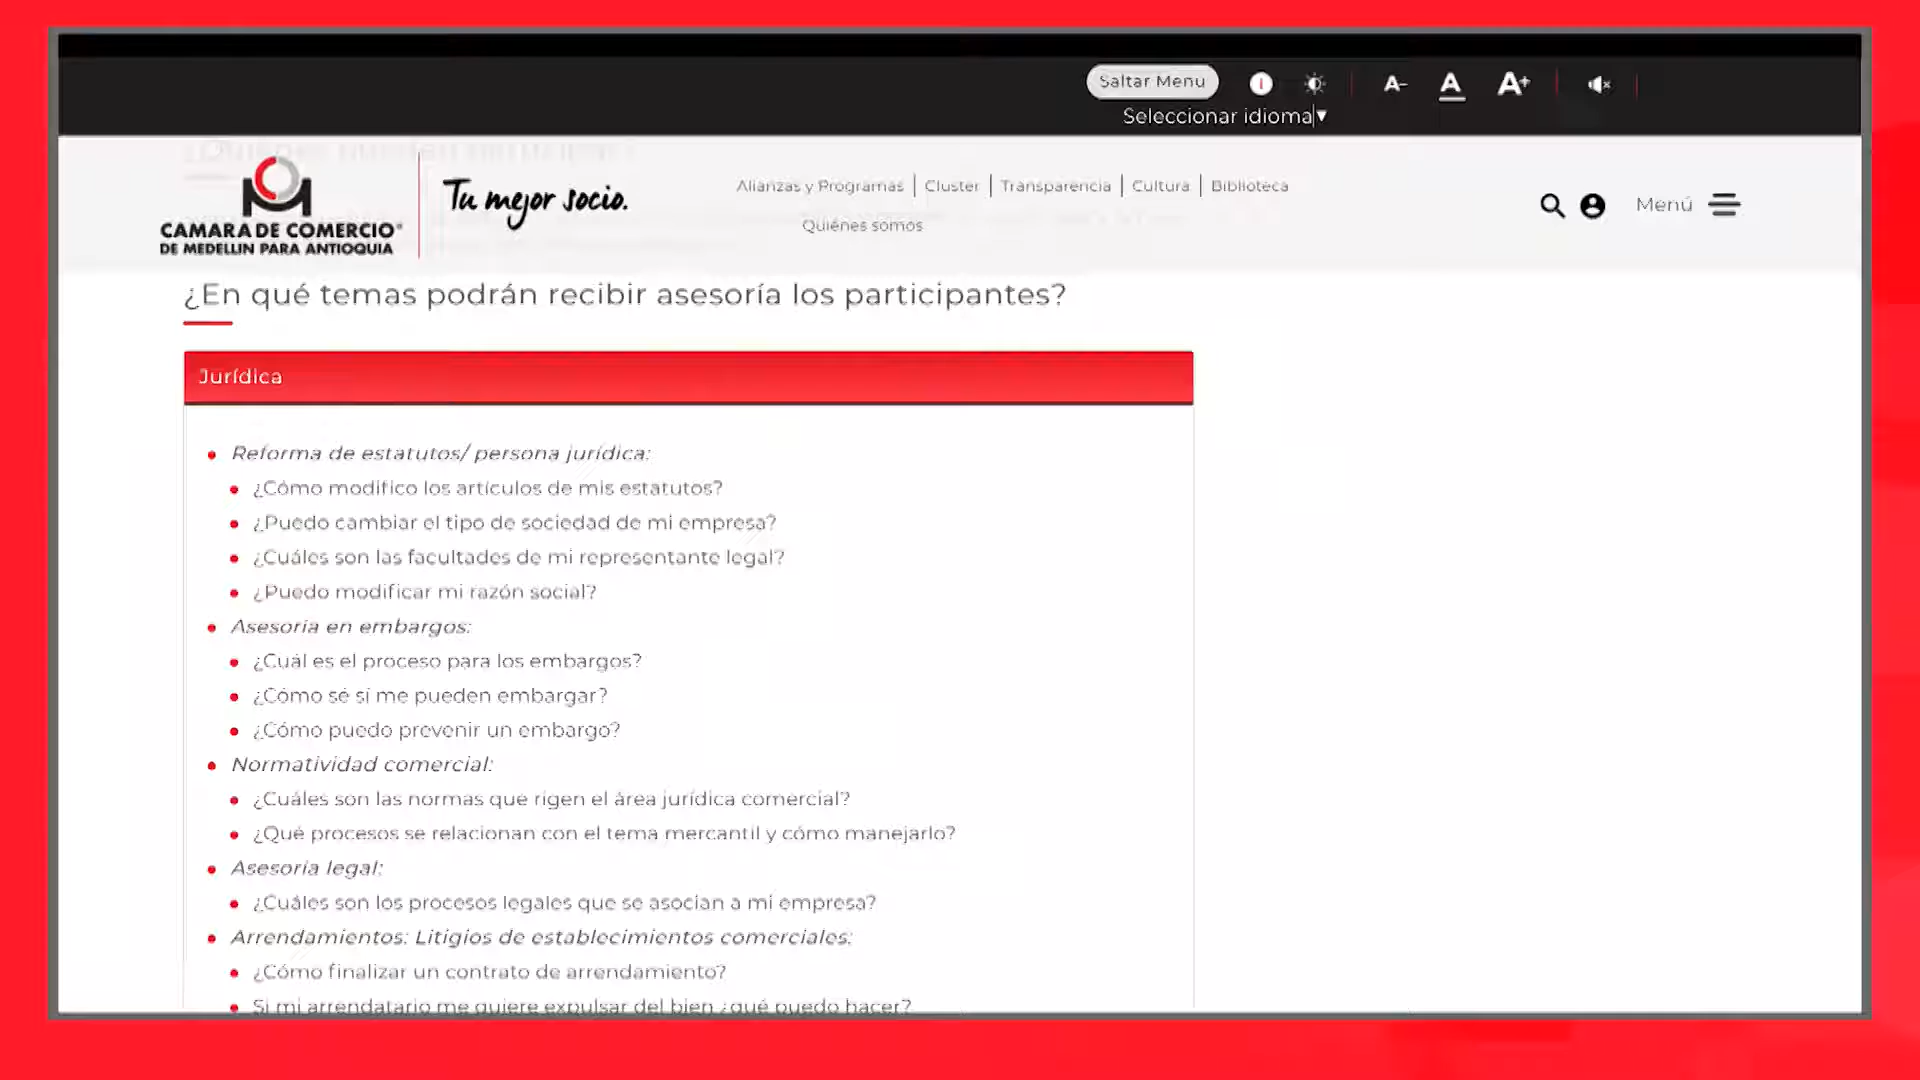 Saltar Menu
A- A A+
Seleccionar idioma▼
CAMARA DE COMERCIO®
DE MEDELLIN PARA ANTIOQUIA
Tu mejor socio.
Alianzas y Programas | Cluster | Transparencia | Cultura | Biblioteca
Quiénes somos
Menú
¿En qué temas podrán recibir asesoría los participantes?
Jurídica
Reforma de estatutos/ persona jurídica:
¿Cómo modifico los artículos de mis estatutos?
¿Puedo cambiar el tipo de sociedad de mi empresa?
¿Cuáles son las facultades de mi representante legal?
¿Puedo modificar mi razón social?
Asesoría en embargos:
¿Cuál es el proceso para los embargos?
¿Cómo sé si me pueden embargar?
¿Cómo puedo prevenir un embargo?
Normatividad comercial:
¿Cuáles son las normas que rigen el área jurídica comercial?
¿Qué procesos se relacionan con el tema mercantil y cómo manejarlo?
Asesoría legal:
¿Cuáles son los procesos legales que se asocian a mi empresa?
Arrendamientos: Litigios de establecimientos comerciales:
¿Cómo finalizar un contrato de arrendamiento?
Si mi arrendatario me quiere expulsar del bien ¿qué puedo hacer?